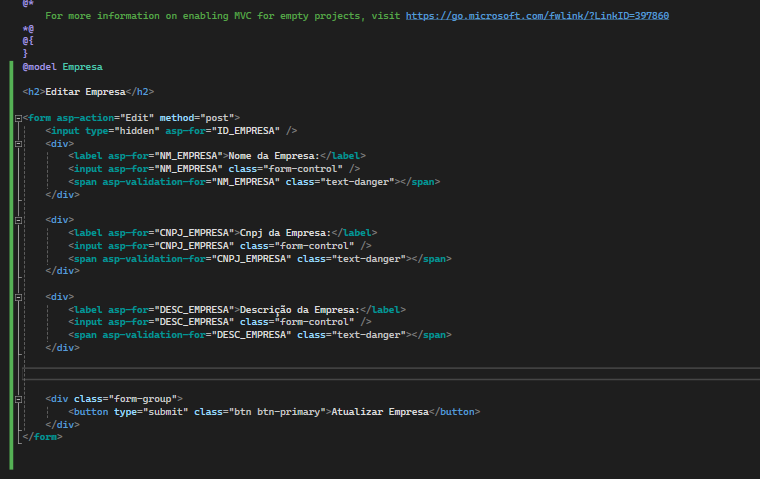 @*
    For more information on enabling MVC for empty projects, visit https://go.microsoft.com/fwlink/?LinkID=397860
*@
@{
}
@model Empresa

<h2>Editar Empresa</h2>

<form asp-action="Edit" method="post">
    <input type="hidden" asp-for="ID_EMPRESA" />
    <div>
        <label asp-for="NM_EMPRESA">Nome da Empresa:</label>
        <input asp-for="NM_EMPRESA" class="form-control" />
        <span asp-validation-for="NM_EMPRESA" class="text-danger"></span>
    </div>

    <div>
        <label asp-for="CNPJ_EMPRESA">Cnpj da Empresa:</label>
        <input asp-for="CNPJ_EMPRESA" class="form-control" />
        <span asp-validation-for="CNPJ_EMPRESA" class="text-danger"></span>
    </div>

    <div>
        <label asp-for="DESC_EMPRESA">Descrição da Empresa:</label>
        <input asp-for="DESC_EMPRESA" class="form-control" />
        <span asp-validation-for="DESC_EMPRESA" class="text-danger"></span>
    </div>

    <div class="form-group">
        <button type="submit" class="btn btn-primary">Atualizar Empresa</button>
    </div>
</form>